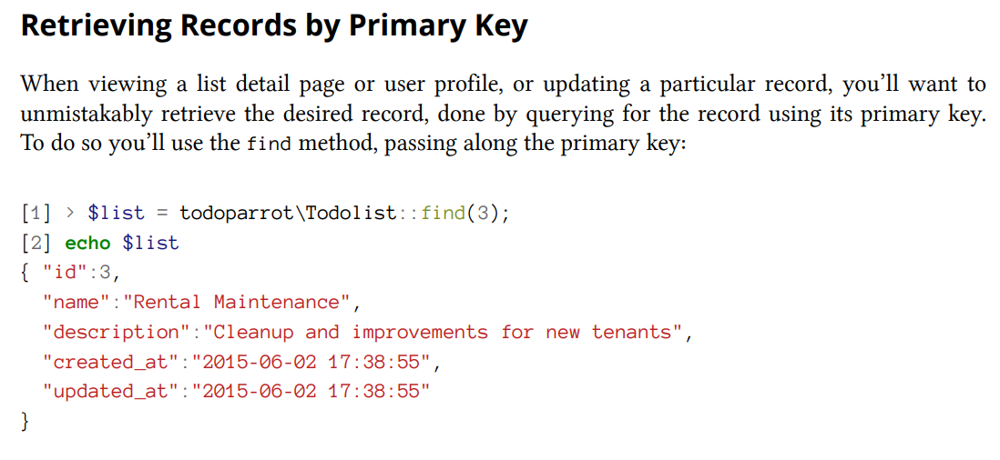 Retrieving Records by Primary Key
When viewing a list detail page or user profile, or updating a particular record, you’ll want to
unmistakably retrieve the desired record, done by querying for the record using its primary key.
To do so you’ll use the find method, passing along the primary key:
[1] > $list = todoparrot\Todolist::find(3);
[2] echo $list
{ "id":3,
"name":"Rental Maintenance",
"description":"Cleanup and improvements for new tenants",
"created_at":"2015-06-02 17:38:55",
"updated_at":"2015-06-02 17:38:55"
}